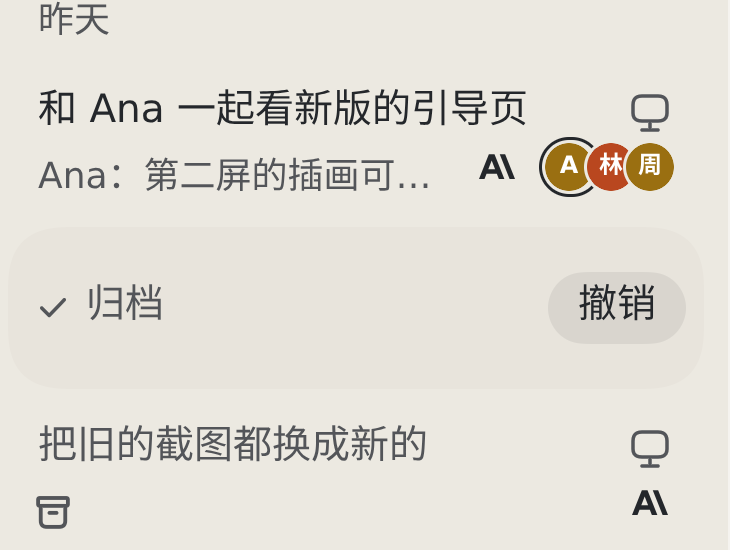 昨天
和 Ana 一起看新版的引导页
Ana：第二屏的插画可…
A\ A 林 周
归档
撤销
把旧的截图都换成新的
A\